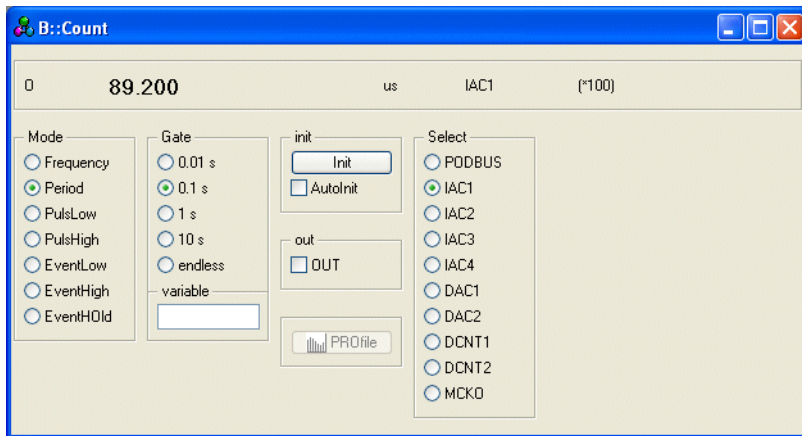 B::Count
0 89.200 us IAC1 (*100)
Mode
Frequency
Period
PulsLow
PulsHigh
EventLow
EventHigh
EventHOld
Gate
0.01 s
0.1 s
1 s
10 s
endless
variable
init
Init
AutoInit
out
OUT
PROfile
Select
PODBUS
IAC1
IAC2
IAC3
IAC4
DAC1
DAC2
DCNT1
DCNT2
MCKO